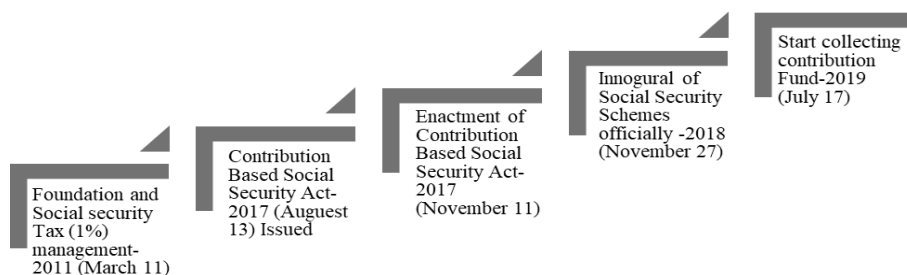 Foundation and
Social security
Tax (1%)
management-
2011 (March 11)
Contribution
Based Social
Security Act-
2017 (Auguest
13) Issued
Enactment of
Contribution
Based Social
Security Act-
2017
(November 11)
Innogural of
Social Security
Schemes
officially -2018
(November 27)
Start collecting
contribution
Fund-2019
(July 17)